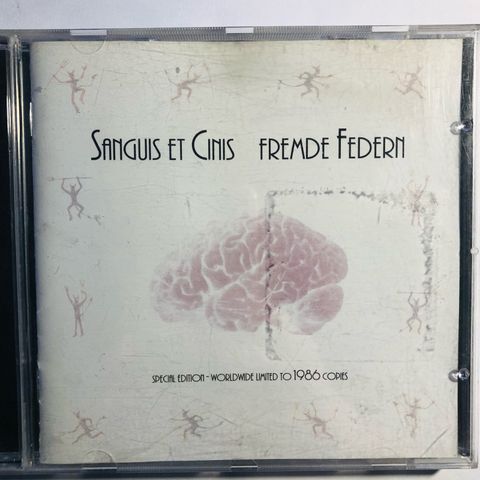 SANGUIS ET CINIS FREMDE FEDERN
SPECIAL EDITION - WORLDWIDE LIMITED TO 1986 COPIES